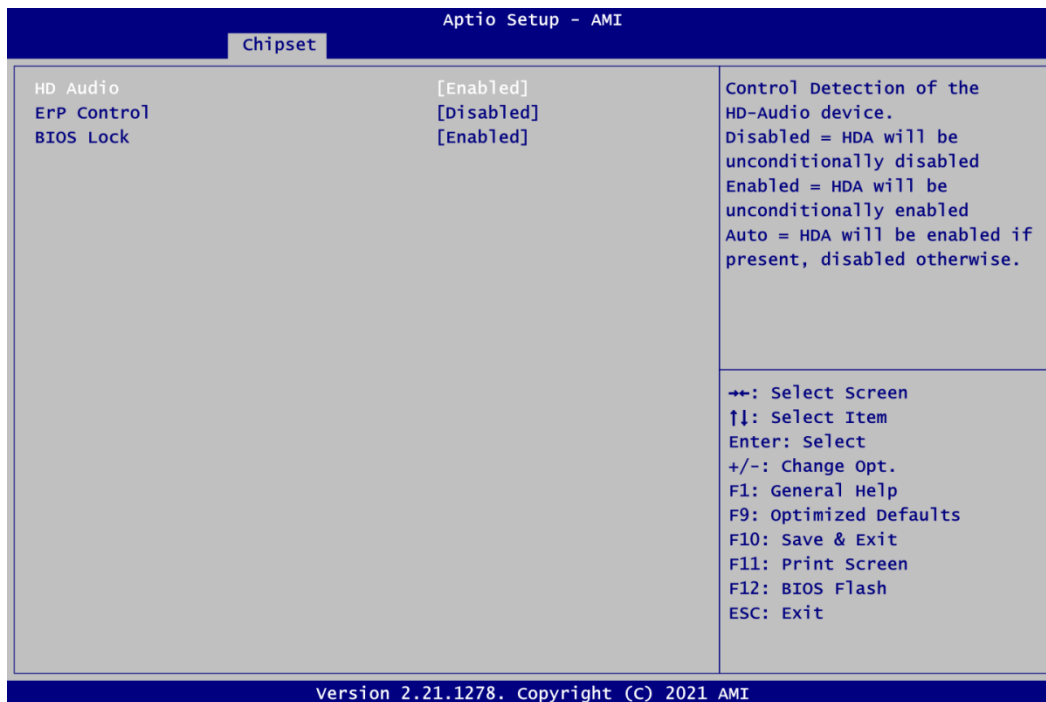 Aptio Setup - AMI
Chipset
HD Audio [Enabled]
ErP Control [Disabled]
BIOS Lock [Enabled]
Control Detection of the
HD-Audio device.
Disabled = HDA will be
unconditionally disabled
Enabled = HDA will be
unconditionally enabled
Auto = HDA will be enabled if
present, disabled otherwise.
→←: Select Screen
↑↓: Select Item
Enter: Select
+/-: Change Opt.
F1: General Help
F9: Optimized Defaults
F10: Save & Exit
F11: Print Screen
F12: BIOS Flash
ESC: Exit
Version 2.21.1278. Copyright (C) 2021 AMI